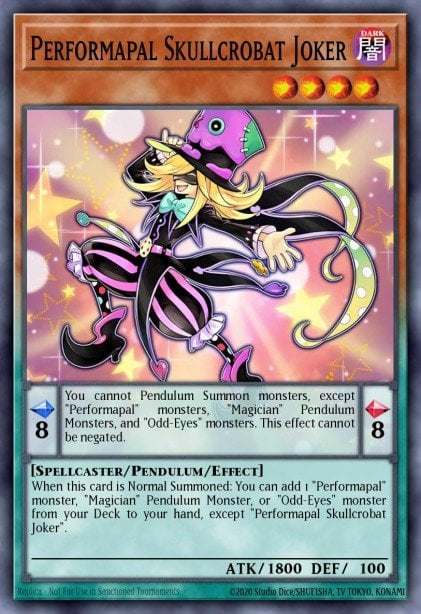 Performapal Skullcrobat Joker
DARK
闇
You cannot Pendulum Summon monsters, except
"Performapal" monsters, "Magician" Pendulum
Monsters, and "Odd-Eyes" monsters. This effect cannot
be negated.
8
8
[Spellcaster/Pendulum/Effect]
When this card is Normal Summoned: You can add 1 "Performapal"
monster, "Magician" Pendulum Monster, or "Odd-Eyes" monster
from your Deck to your hand, except "Performapal Skullcrobat
Joker".
ATK/1800 DEF/ 100
Replica - Not For Use in Sanctioned Tournaments
©2020 Studio Dice/SHUEISHA, TV TOKYO, KONAMI